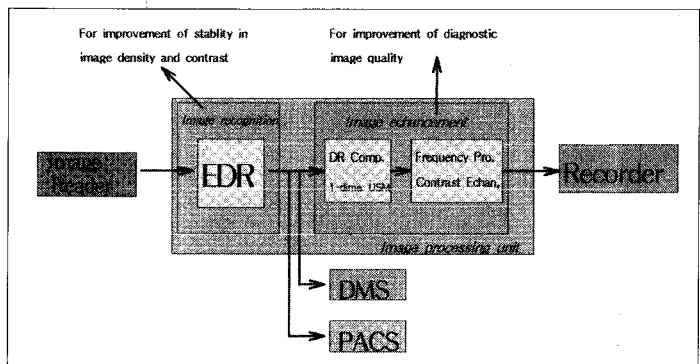 For improvement of stablity in
image density and contrast
For improvement of diagnostic
image quality
Image recognition
Image echancement
Image
Reader
EDR
DR Comp.
1-dime. USM
Frequency Pro.
Contrast Echan,
Recorder
Image processing unit
DMS
PACS